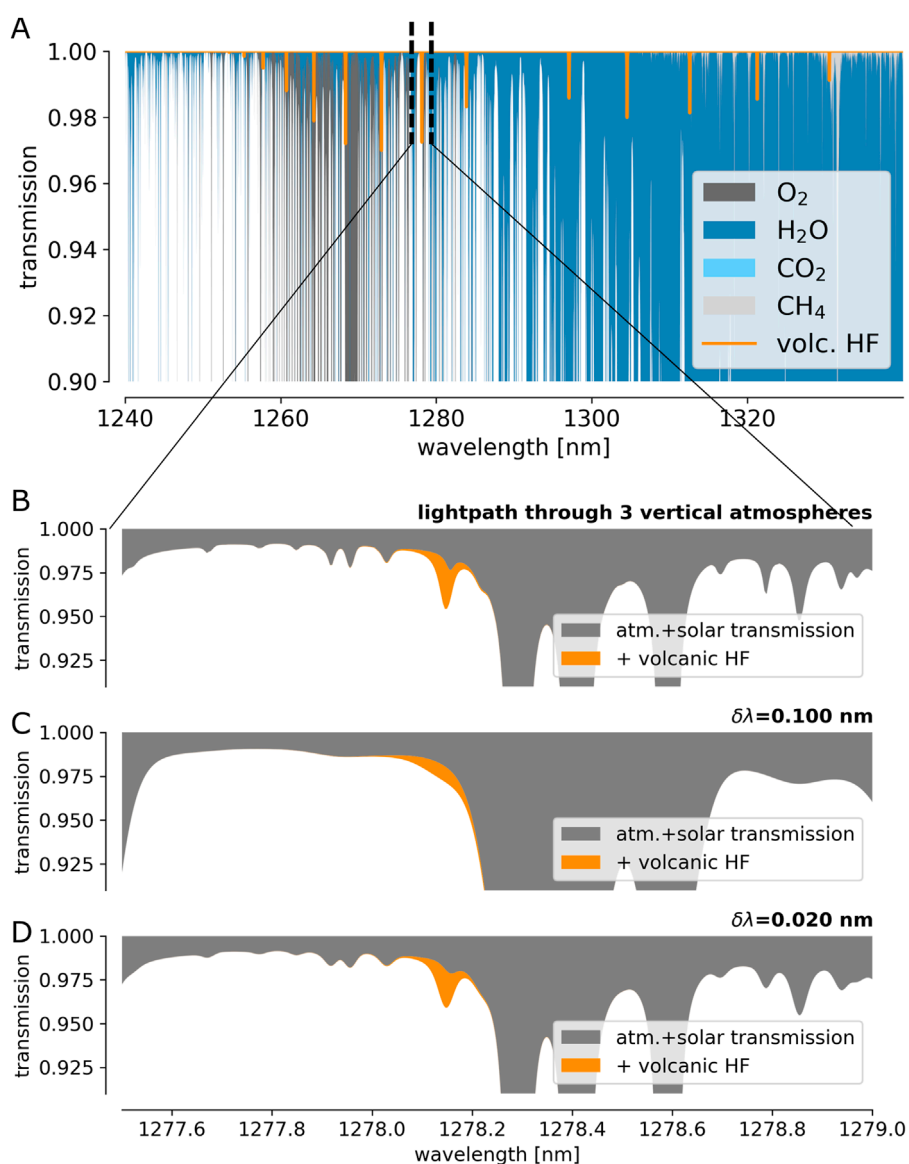 A
1.00
0.98
0.96
0.94
0.92
0.90
transmission
O₂
H₂O
CO₂
CH₄
volc. HF
1240 1260 1280 1300 1320
wavelength [nm]
B
lightpath through 3 vertical atmospheres
1.000
0.975
0.950
0.925
transmission
atm.+solar transmission
+ volcanic HF
C
δλ=0.100 nm
1.000
0.975
0.950
0.925
transmission
atm.+solar transmission
+ volcanic HF
D
δλ=0.020 nm
1.000
0.975
0.950
0.925
transmission
atm.+solar transmission
+ volcanic HF
1277.6 1277.8 1278.0 1278.2 1278.4 1278.6 1278.8 1279.0
wavelength [nm]